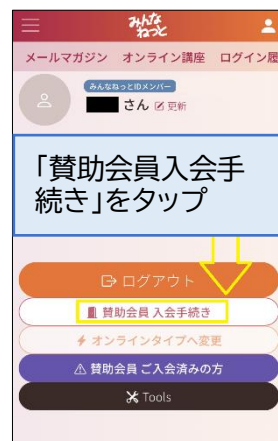 みんなねっと
メールマガジン オンライン講座 ログイン履
みんなねっとIDメンバー
さん 更新
「賛助会員入会手
続き」をタップ
ログアウト
賛助会員 入会手続き
オンラインタイプへ変更
賛助会員 ご入会済みの方
Tools